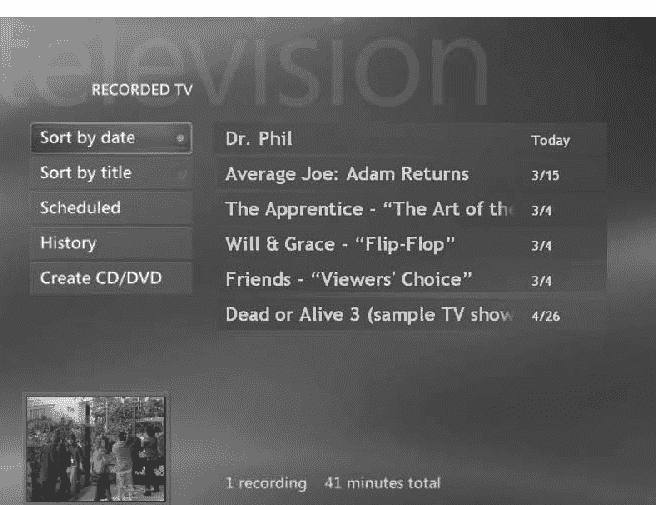 television
RECORDED TV
Sort by date
Sort by title
Scheduled
History
Create CD/DVD
Dr. Phil Today
Average Joe: Adam Returns 3/15
The Apprentice - “The Art of the 3/4
Will & Grace - “Flip-Flop” 3/4
Friends - “Viewers’ Choice” 3/4
Dead or Alive 3 (sample TV show 4/26
1 recording 41 minutes total